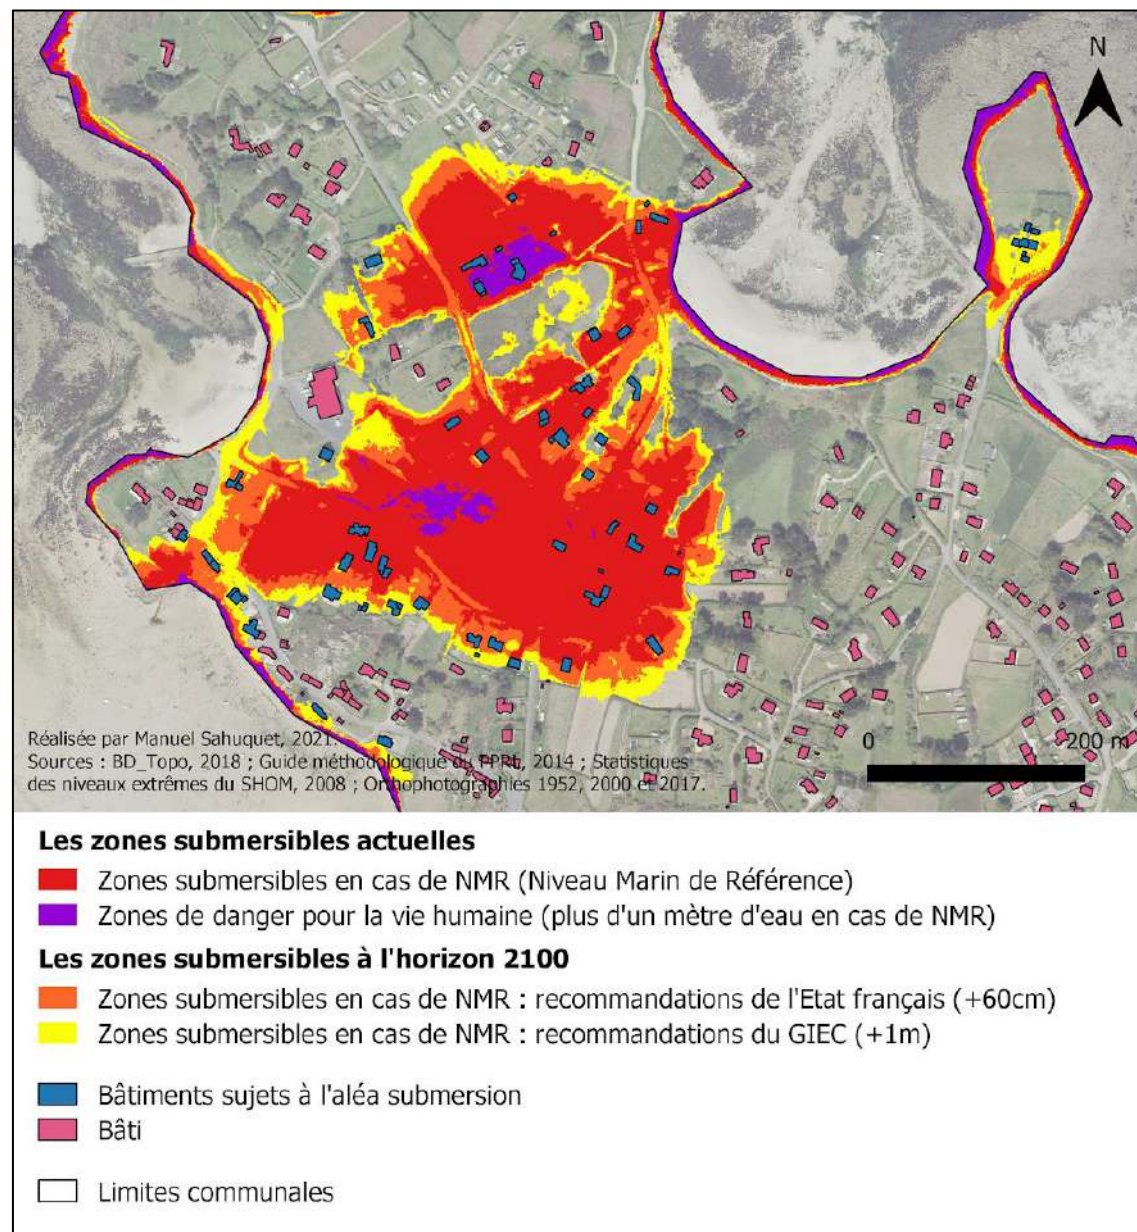 N
Réalisée par Manuel Sahuquet, 2021.
0 200 m
Sources : BD_Topo, 2018 ; Guide méthodologique du PPRL, 2014 ; Statistiques
des niveaux extrêmes du SHOM, 2008 ; Orthophotographies 1952, 2000 et 2017.
Les zones submersibles actuelles
Zones submersibles en cas de NMR (Niveau Marin de Référence)
Zones de danger pour la vie humaine (plus d'un mètre d'eau en cas de NMR)
Les zones submersibles à l'horizon 2100
Zones submersibles en cas de NMR : recommandations de l'Etat français (+60cm)
Zones submersibles en cas de NMR : recommandations du GIEC (+1m)
Bâtiments sujets à l'aléa submersion
Bâti
Limites communales